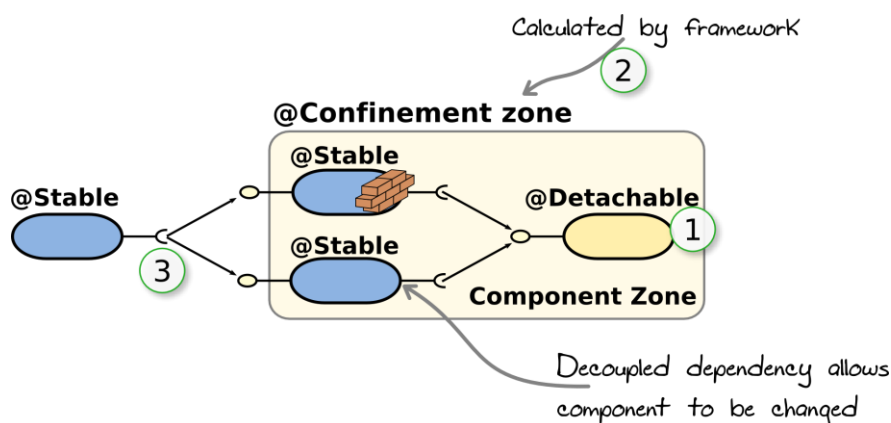 Calculated by framework
2
@Confinement zone
@Stable
@Stable
@Detachable
1
@Stable
3
Component Zone
Decoupled dependency allows
component to be changed